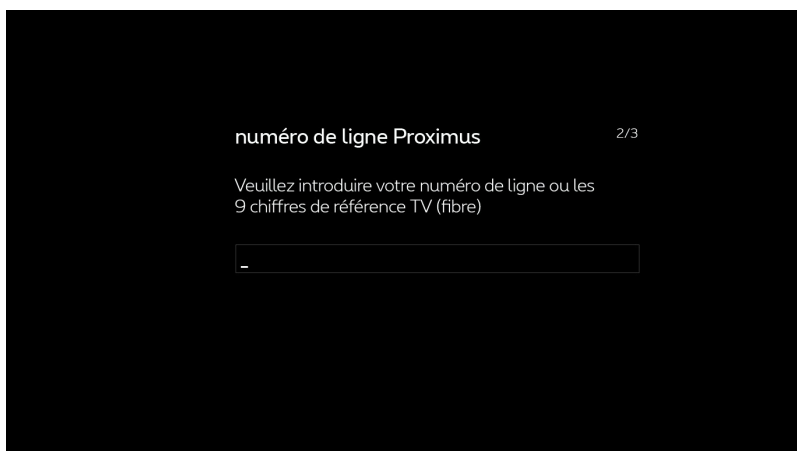 numéro de ligne Proximus
2/3
Veuillez introduire votre numéro de ligne ou les
9 chiffres de référence TV (fibre)
_